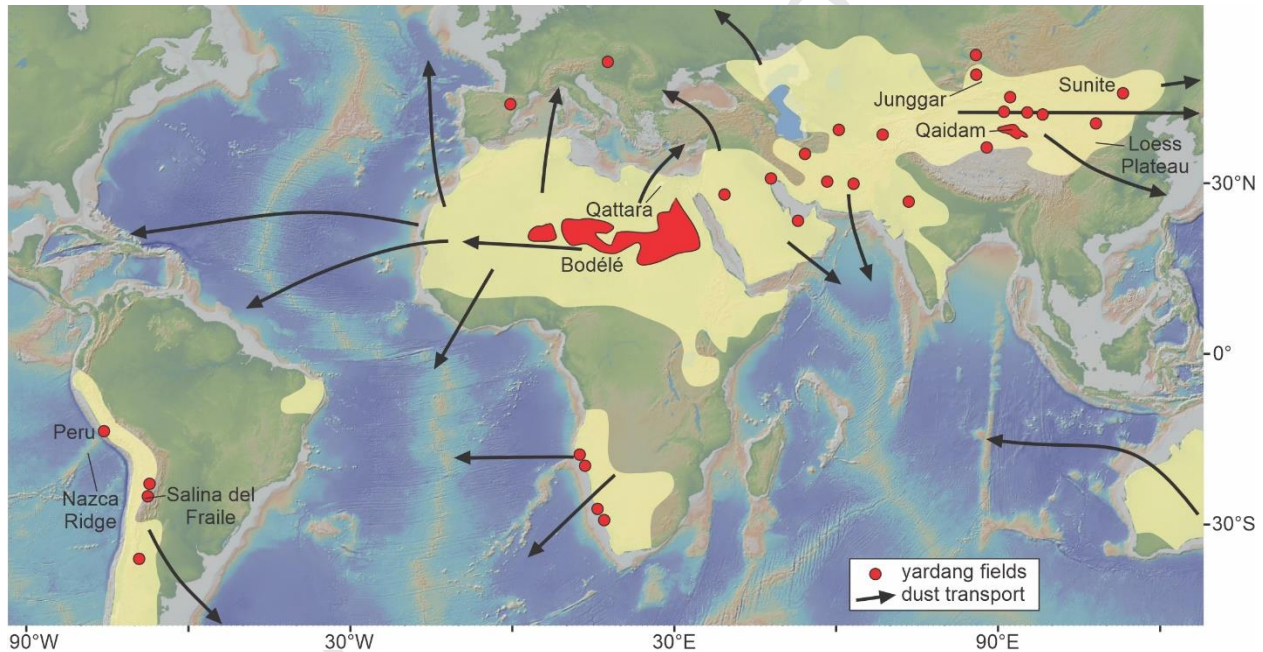 Junggar
Sunite
Qaidam
Loess
Plateau
30°N
Qattara
Bodélé
0°
Peru
Nazca
Ridge
Salina del
Fraile
30°S
yardang fields
dust transport
90°W
30°W
30°E
90°E